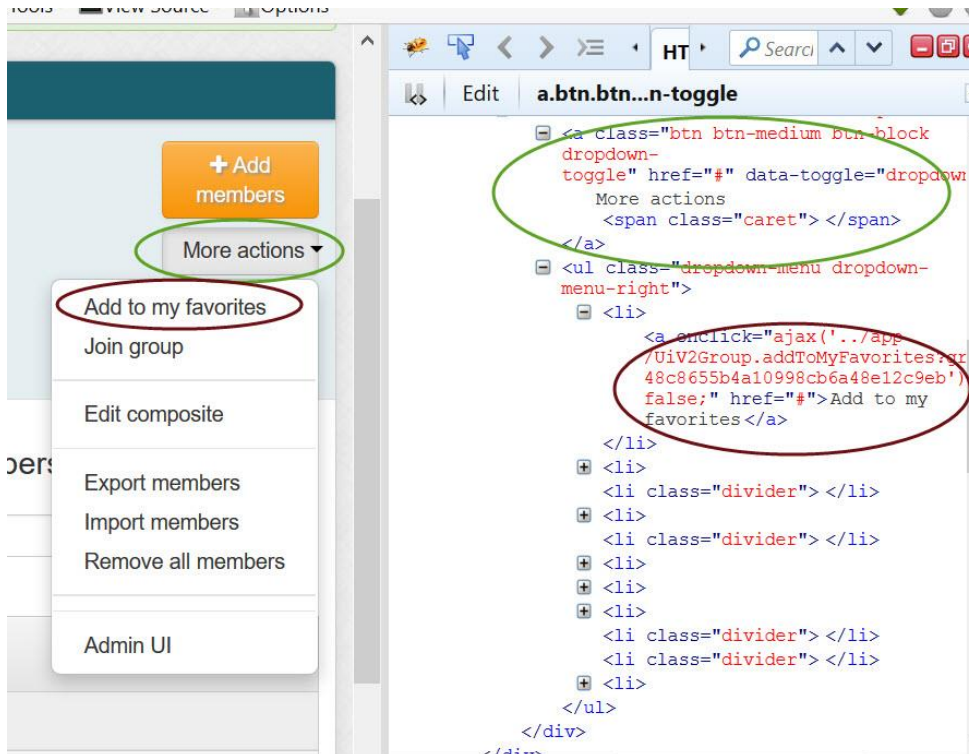 View Source
Options
+ Add
members
More actions
Add to my favorites
Join group
Edit composite
Export members
Import members
Remove all members
Admin UI
HT
Searc
Edit
a.btn.btn...n-toggle
<a class="btn btn-medium btn-block
dropdown-
toggle" href="#" data-toggle="dropdown
More actions
<span class="caret"> </span>
</a>
<ul class="dropdown-menu dropdown-
menu-right">
<li>
<a onclick="ajax('../app
/UiV2Group.addToMyFavorites?gr
48c8655b4a10998cb6a48e12c9eb')
false;" href="#">Add to my
favorites</a>
</li>
<li>
<li class="divider"> </li>
<li>
<li class="divider"> </li>
<li>
<li>
<li>
<li class="divider"> </li>
<li class="divider"> </li>
<li>
</ul>
</div>
</div>